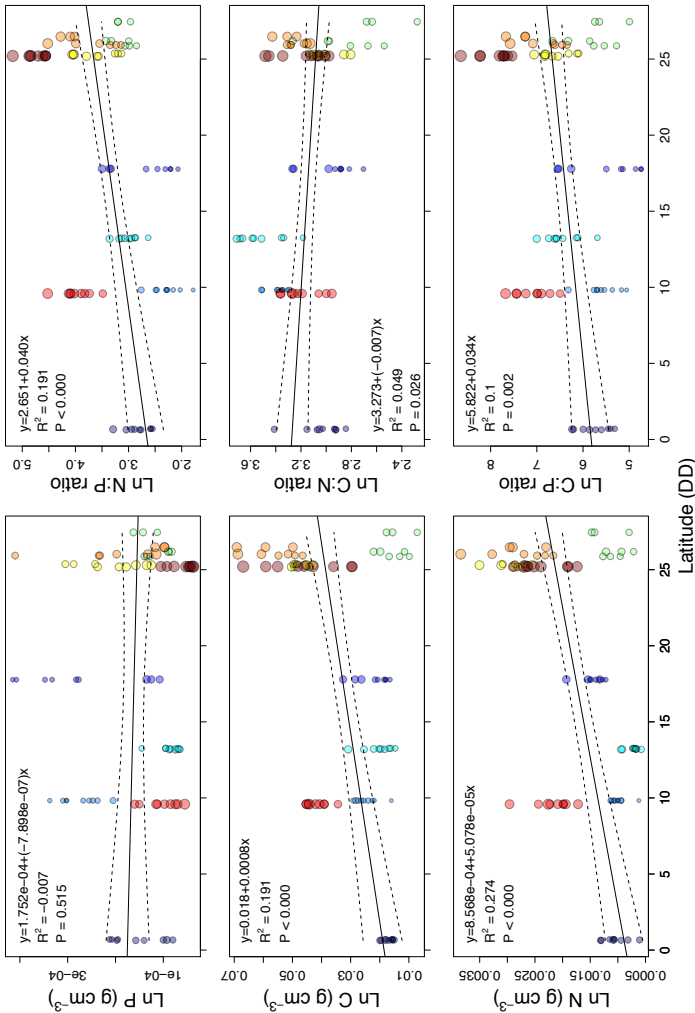 y=1.752e−04+(−7.898e−07)x
R² = −0.007
P = 0.515
Ln P (g cm⁻³)
3e−04
1e−04
y=2.651+0.040x
R² = 0.191
P < 0.000
Ln N:P ratio
5.0
4.0
3.0
2.0
y=0.018+0.0008x
R² = 0.191
P < 0.000
Ln C (g cm⁻³)
0.07
0.05
0.03
0.01
y=3.273+(−0.007)x
R² = 0.049
P = 0.026
Ln C:N ratio
3.6
3.2
2.8
2.4
y=8.568e−04+5.078e−05x
R² = 0.274
P < 0.000
Ln N (g cm⁻³)
0.0035
0.0025
0.0015
0.0005
0 5 10 15 20 25
y=5.822+0.034x
R² = 0.1
P = 0.002
Ln C:P ratio
8
7
6
5
0 5 10 15 20 25
Latitude (DD)